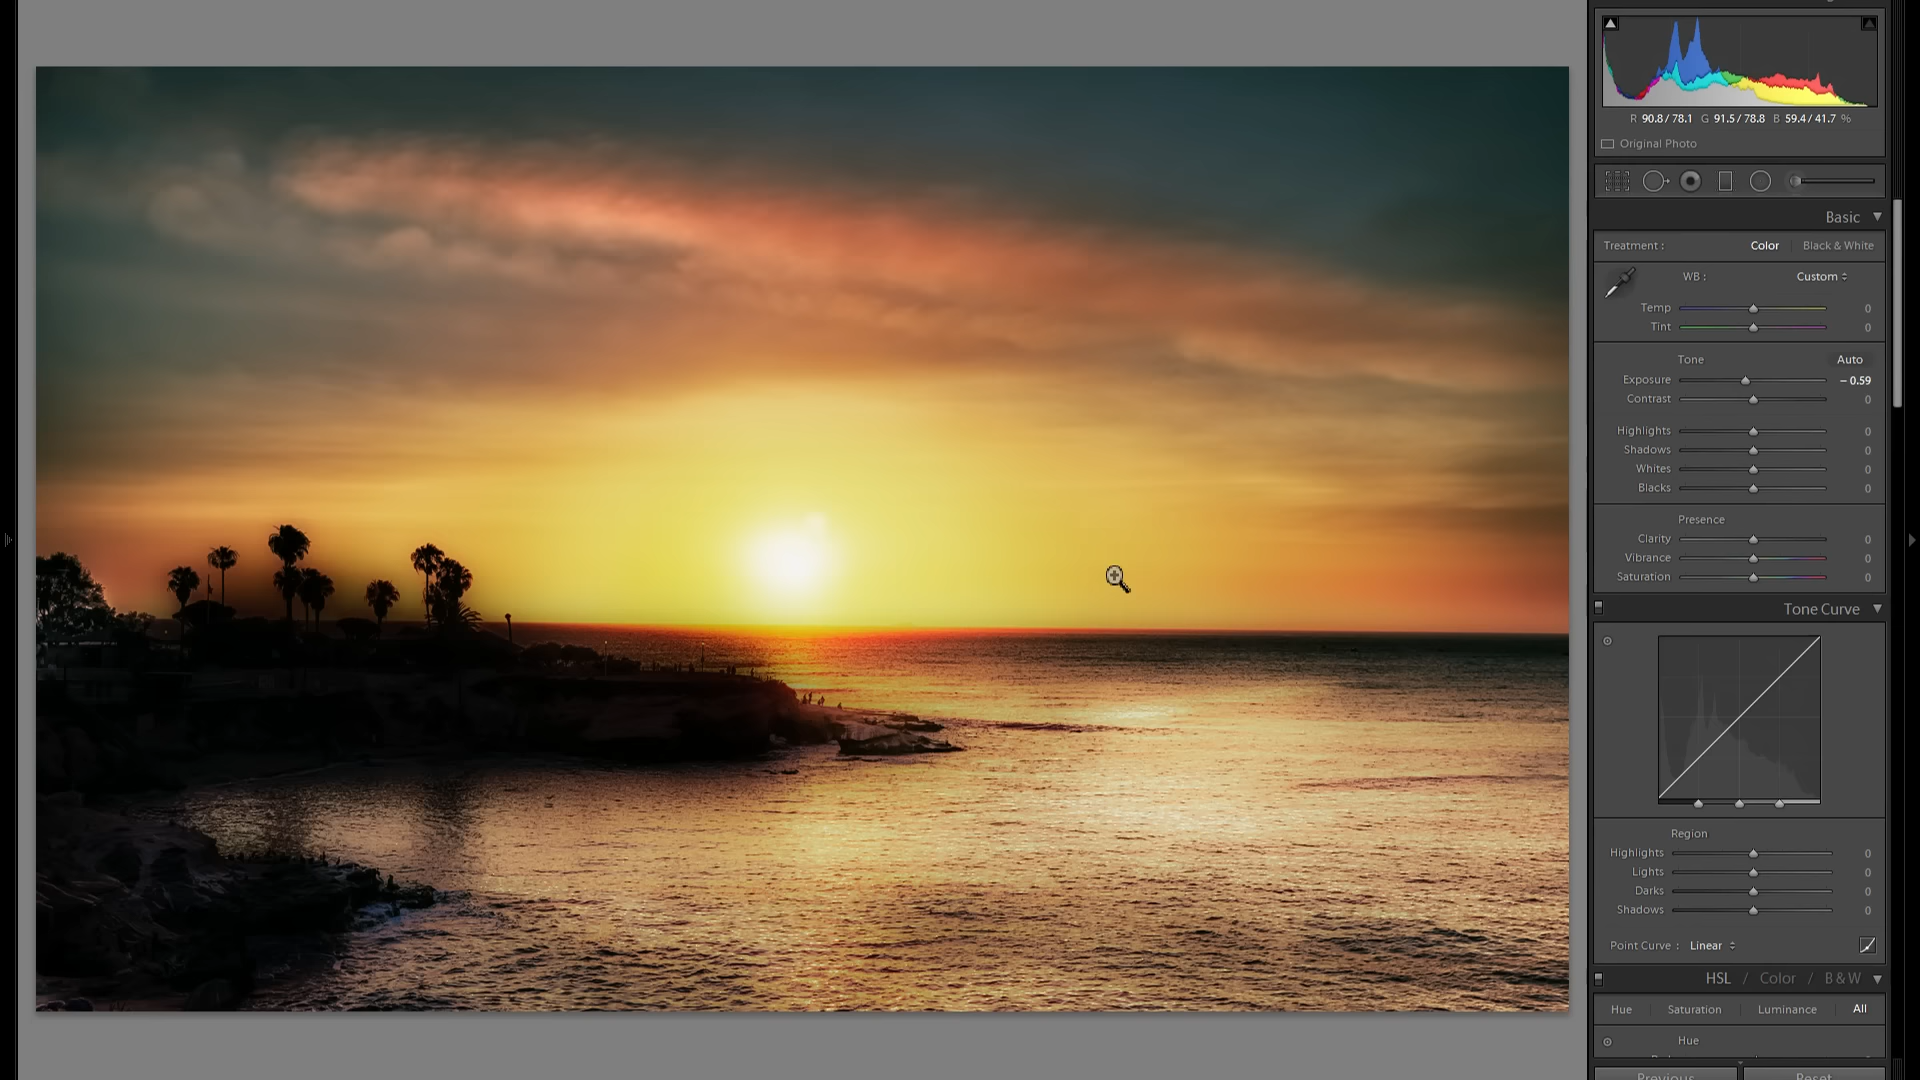 R 90.8 / 78.1 G 91.5 / 78.8 B 59.4 / 41.7 %
Original Photo
Basic
Treatment : Color Black & White
WB : Custom
Temp 0
Tint 0
Tone Auto
Exposure – 0.59
Contrast 0
Highlights 0
Shadows 0
Whites 0
Blacks 0
Presence
Clarity 0
Vibrance 0
Saturation 0
Tone Curve
Region
Highlights 0
Lights 0
Darks 0
Shadows 0
Point Curve : Linear
HSL / Color / B & W
Hue Saturation Luminance All
Hue
Previous Reset